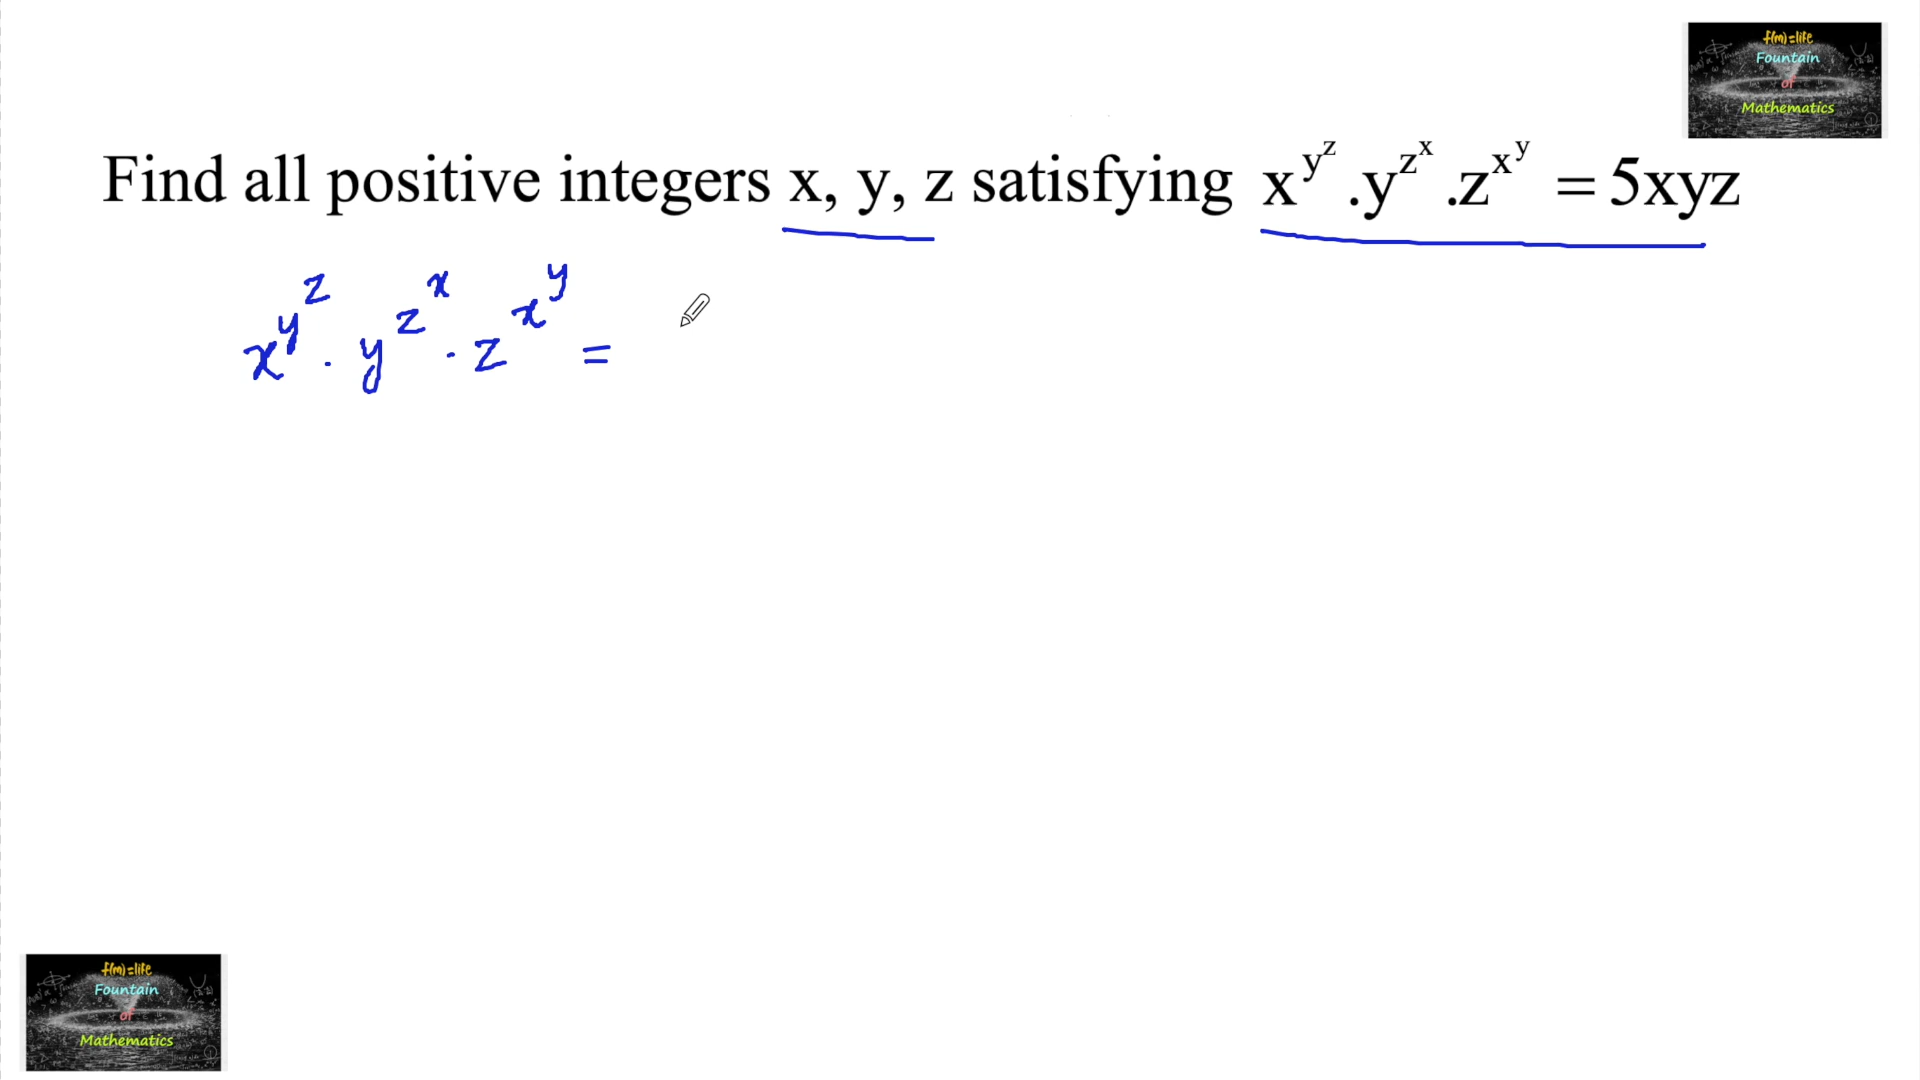 f(m)=life
Fountain
of
Mathematics
Find all positive integers x, y, z satisfying x^{y^z}.y^{z^x}.z^{x^y} = 5xyz
x^{y^z} . y^{z^x} . z^{x^y} =
f(m)=life
Fountain
of
Mathematics